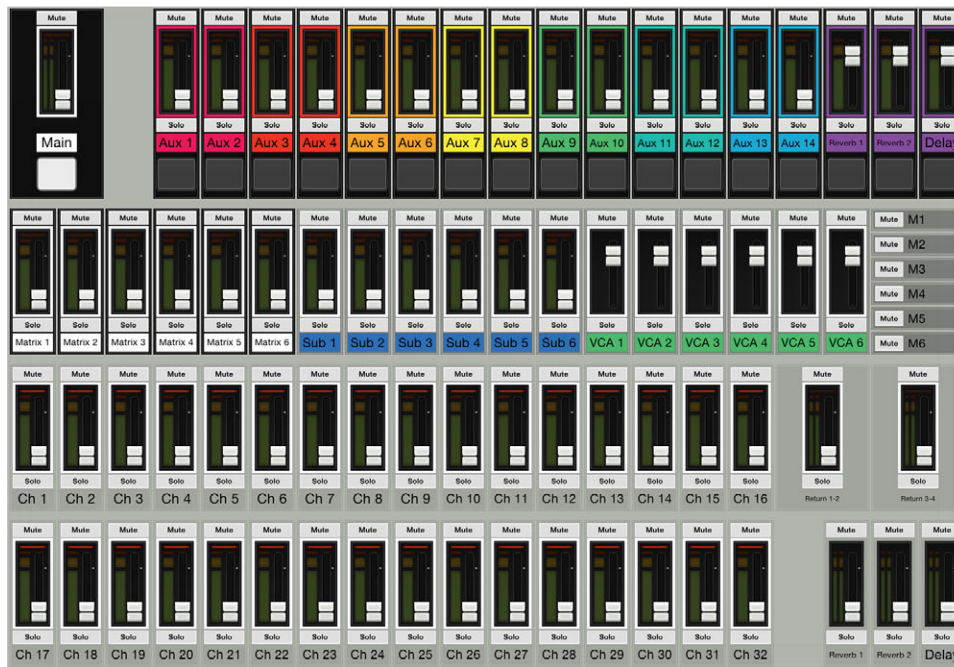 Mute Mute Mute Mute Mute Mute Mute Mute Mute Mute Mute Mute Mute Mute Mute Mute Mute Mute
Solo Solo Solo Solo Solo Solo Solo Solo Solo Solo Solo Solo Solo Solo Solo Solo Solo
Main Aux 1 Aux 2 Aux 3 Aux 4 Aux 5 Aux 6 Aux 7 Aux 8 Aux 9 Aux 10 Aux 11 Aux 12 Aux 13 Aux 14 Reverb 1 Reverb 2 Delay
Mute Mute Mute Mute Mute Mute Mute Mute Mute Mute Mute Mute Mute Mute Mute Mute Mute Mute Mute M1
Mute M2
Mute M3
Mute M4
Solo Solo Solo Solo Solo Solo Solo Solo Solo Solo Solo Solo Solo Solo Solo Solo Solo Solo Mute M5
Matrix 1 Matrix 2 Matrix 3 Matrix 4 Matrix 5 Matrix 6 Sub 1 Sub 2 Sub 3 Sub 4 Sub 5 Sub 6 VCA 1 VCA 2 VCA 3 VCA 4 VCA 5 VCA 6 Mute M6
Mute Mute Mute Mute Mute Mute Mute Mute Mute Mute Mute Mute Mute Mute Mute Mute Mute Mute
Solo Solo Solo Solo Solo Solo Solo Solo Solo Solo Solo Solo Solo Solo Solo Solo Solo Solo
Ch 1 Ch 2 Ch 3 Ch 4 Ch 5 Ch 6 Ch 7 Ch 8 Ch 9 Ch 10 Ch 11 Ch 12 Ch 13 Ch 14 Ch 15 Ch 16 Return 1-2 Return 3-4
Mute Mute Mute Mute Mute Mute Mute Mute Mute Mute Mute Mute Mute Mute Mute Mute Mute Mute Mute
Solo Solo Solo Solo Solo Solo Solo Solo Solo Solo Solo Solo Solo Solo Solo Solo Solo Solo Solo
Ch 17 Ch 18 Ch 19 Ch 20 Ch 21 Ch 22 Ch 23 Ch 24 Ch 25 Ch 26 Ch 27 Ch 28 Ch 29 Ch 30 Ch 31 Ch 32 Reverb 1 Reverb 2 Delay